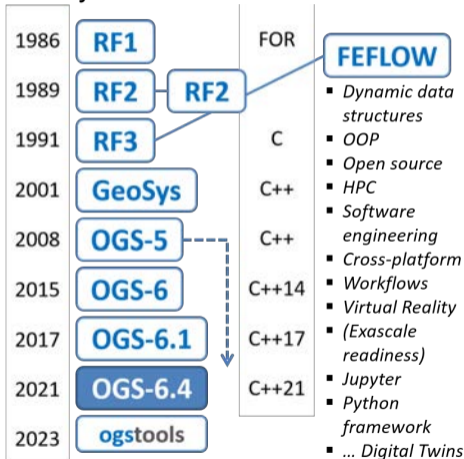 1986 RF1 FOR
FEFLOW
1989 RF2 RF2
1991 RF3 C
2001 GeoSys C++
2008 OGS-5 C++
2015 OGS-6 C++14
2017 OGS-6.1 C++17
2021 OGS-6.4 C++21
2023 ogstools
▪ Dynamic data
structures
▪ OOP
▪ Open source
▪ HPC
▪ Software
engineering
▪ Cross-platform
▪ Workflows
▪ Virtual Reality
▪ (Exascale
readiness)
▪ Jupyter
▪ Python
framework
▪ ... Digital Twins